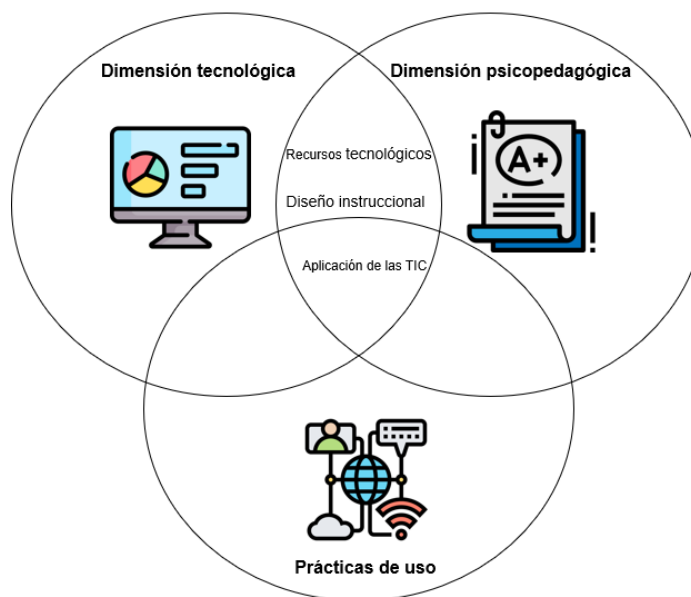 Dimensión tecnológica
Dimensión psicopedagógica
A+
Recursos tecnológicos
Diseño instruccional
Aplicación de las TIC
Prácticas de uso